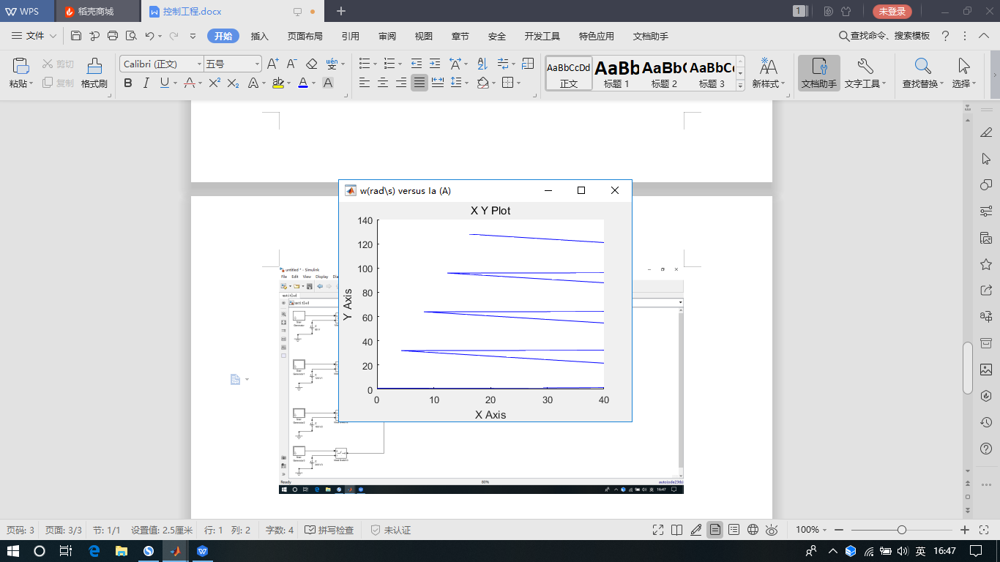 WPS 稻壳商城 控制工程.docx 1 未登录
文件 开始 插入 页面布局 引用 审阅 视图 章节 安全 开发工具 特色应用 文档助手 查找命令、搜索模板
粘贴 剪切 复制 格式刷 Calibri (正文) 五号
AaBbCcDd 正文 AaBb 标题 1 AaBb( 标题 2 AaBbC 标题 3 新样式 文档助手 文字工具 查找替换 选择
w(rad\s) versus Ia (A)
X Y Plot
140
120
100
80
60
40
20
0
Y Axis
0 10 20 30 40
X Axis
untitled * - Simulink
File Edit View Display
untitled
untitled
Ready 80%
16:47
页码: 3 页面: 3/3 节: 1/1 设置值: 2.5厘米 行: 1 列: 2 字数: 4 拼写检查 未认证 100%
英 16:47